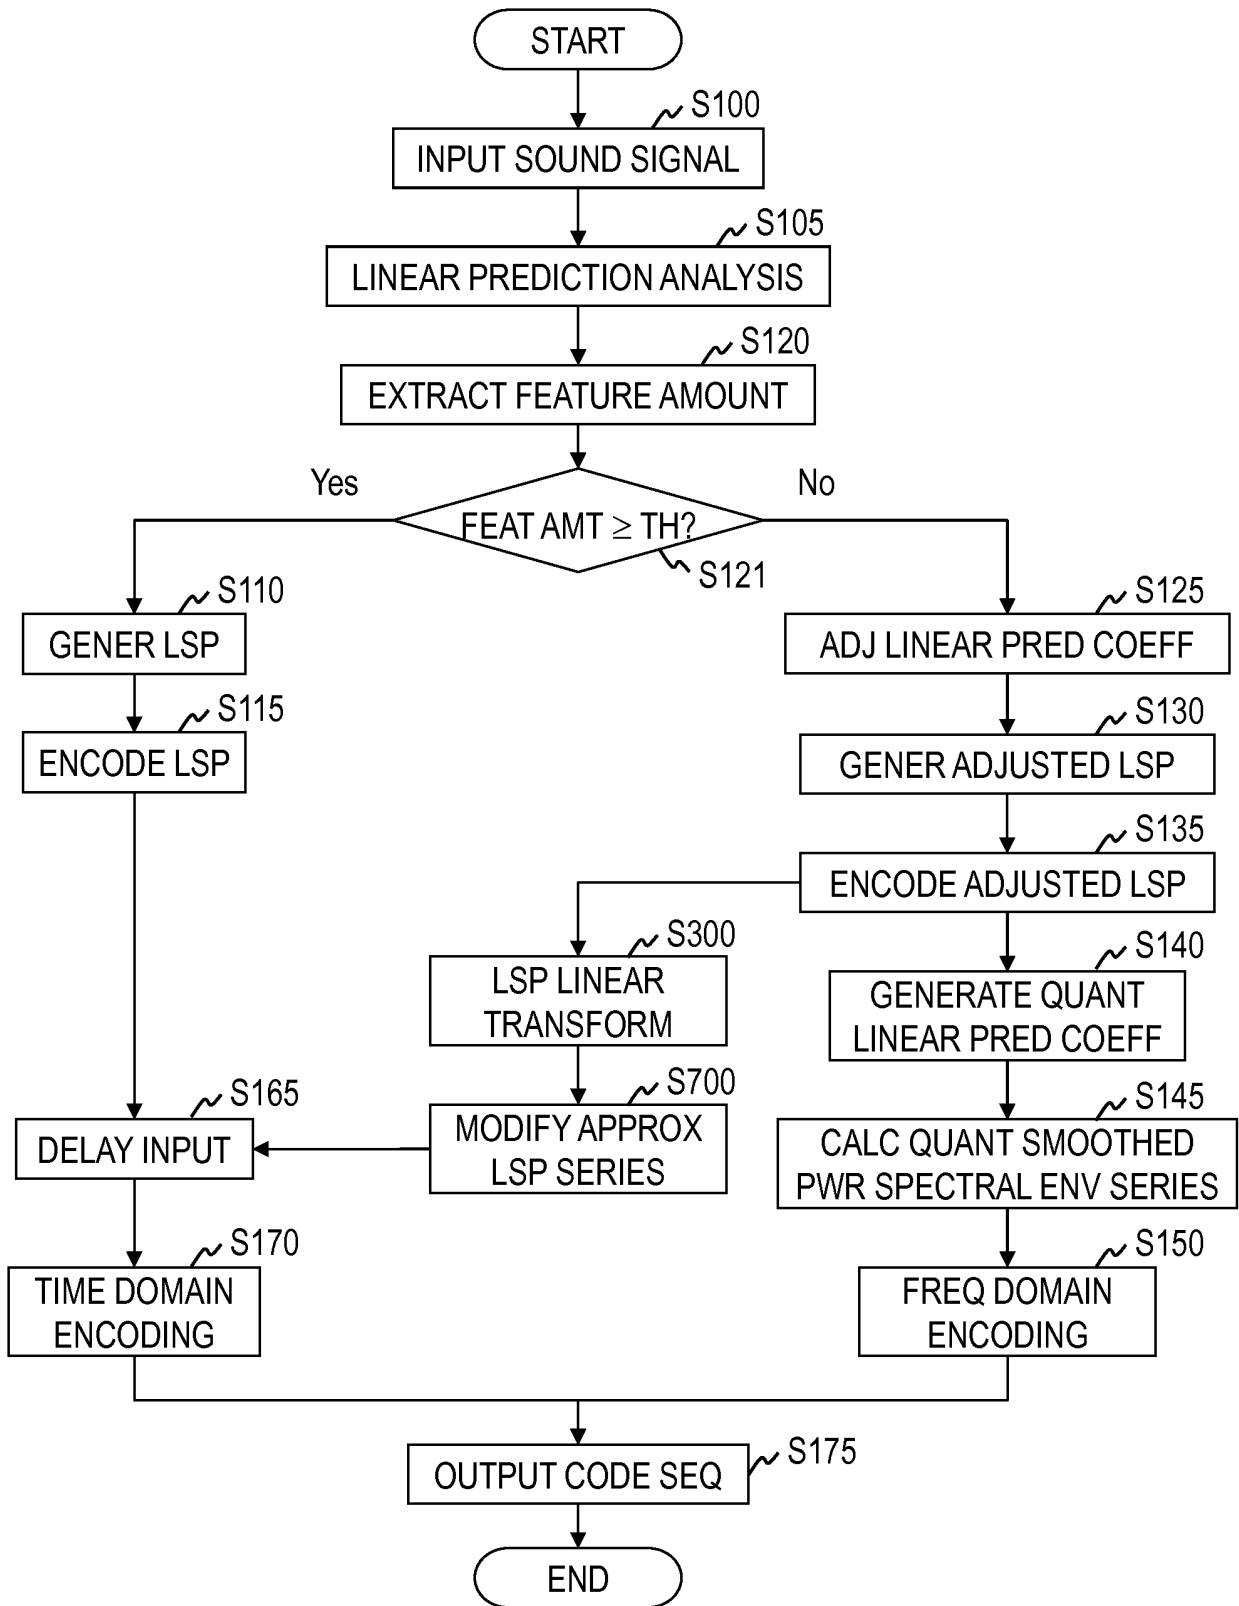 START
S100
INPUT SOUND SIGNAL
S105
LINEAR PREDICTION ANALYSIS
S120
EXTRACT FEATURE AMOUNT
Yes
No
FEAT AMT ≥ TH?
S121
S110
GENER LSP
S115
ENCODE LSP
S125
ADJ LINEAR PRED COEFF
S130
GENER ADJUSTED LSP
S135
ENCODE ADJUSTED LSP
S300
LSP LINEAR
TRANSFORM
S700
MODIFY APPROX
LSP SERIES
S140
GENERATE QUANT
LINEAR PRED COEFF
S145
CALC QUANT SMOOTHED
PWR SPECTRAL ENV SERIES
S165
DELAY INPUT
S170
TIME DOMAIN
ENCODING
S150
FREQ DOMAIN
ENCODING
S175
OUTPUT CODE SEQ
END